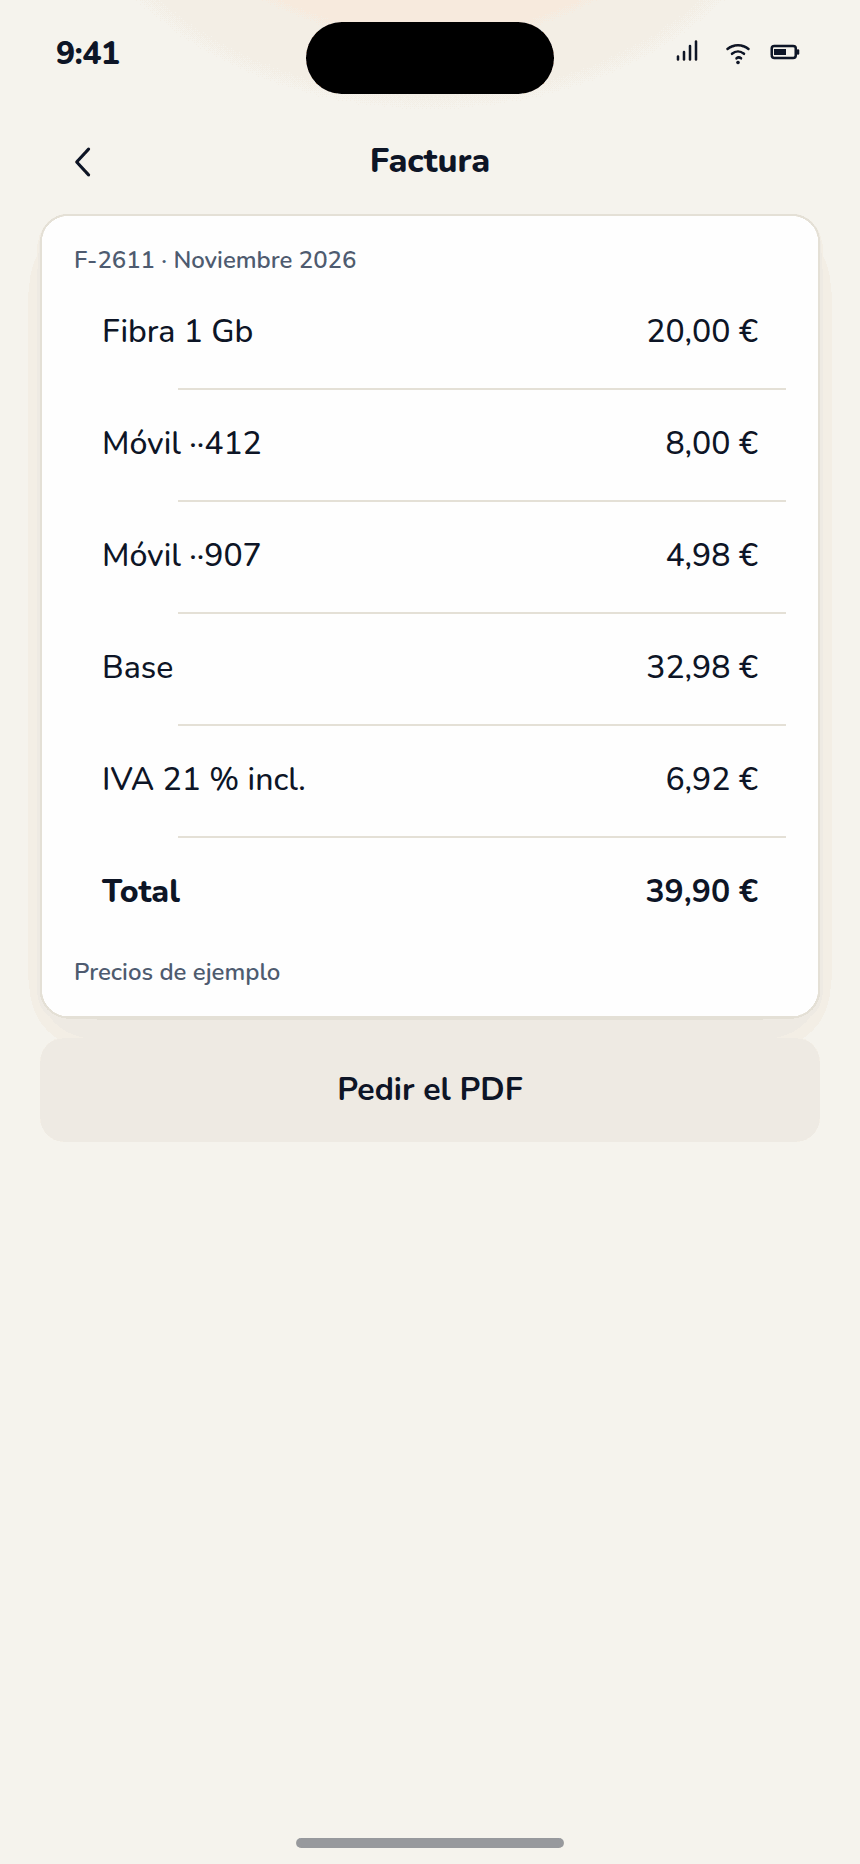 9:41
Factura
F-2611 · Noviembre 2026
Fibra 1 Gb 20,00 €
Móvil ··412 8,00 €
Móvil ··907 4,98 €
Base 32,98 €
IVA 21 % incl. 6,92 €
Total 39,90 €
Precios de ejemplo
Pedir el PDF